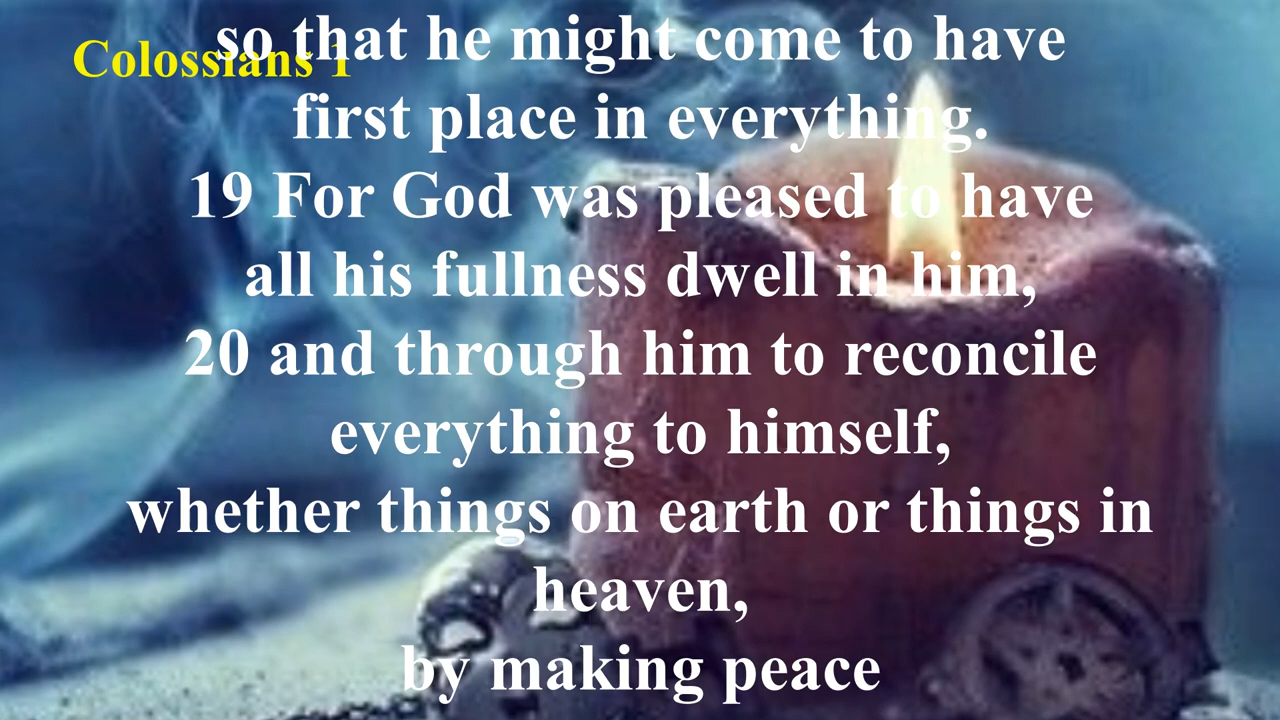 Colossians 1
so that he might come to have
first place in everything.
19 For God was pleased to have
all his fullness dwell in him,
20 and through him to reconcile
everything to himself,
whether things on earth or things in
heaven,
by making peace